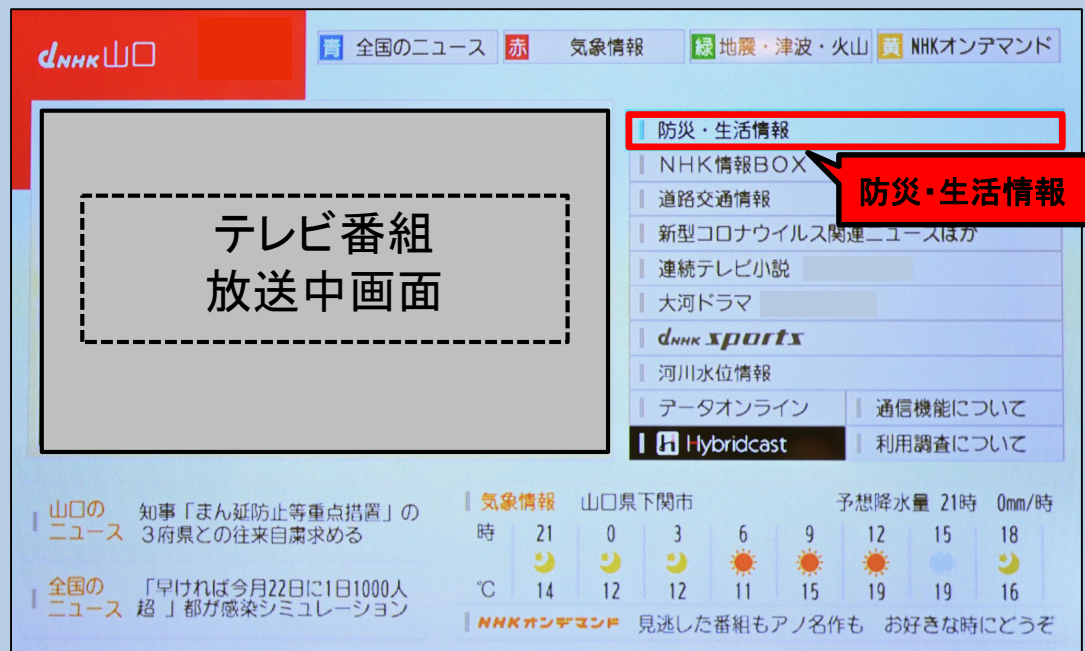 dNHK山口
青 全国のニュース 赤 気象情報 緑 地震・津波・火山 黄 NHKオンデマンド
テレビ番組
放送中画面
防災・生活情報
NHK情報BOX
防災・生活情報
道路交通情報
新型コロナウイルス関連ニュースほか
連続テレビ小説
大河ドラマ
dNHK sports
河川水位情報
データオンライン 通信機能について
Hybridcast 利用調査について
山口の
ニュース
知事「まん延防止等重点措置」の
3府県との往来自粛求める
全国の
ニュース
「早ければ今月22日に1日1000人
超 」都が感染シミュレーション
気象情報 山口県下関市 予想降水量 21時 0mm/時
時 21 0 3 6 9 12 15 18
℃ 14 12 12 11 15 19 19 16
NHKオンデマンド 見逃した番組もアノ名作も お好きな時にどうぞ